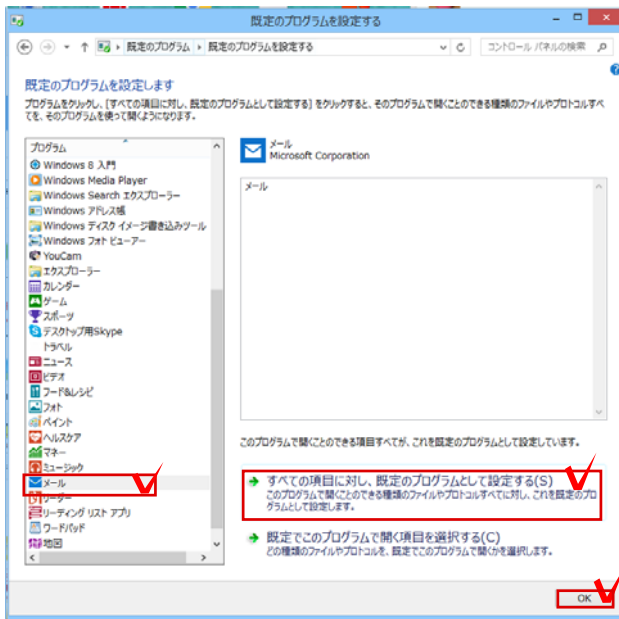 既定のプログラムを設定する
既定のプログラム ▸ 既定のプログラムを設定する
コントロール パネルの検索
既定のプログラムを設定します
プログラムをクリックし、[すべての項目に対し、既定のプログラムとして設定する] をクリックすると、そのプログラムで開くことのできる種類のファイルやプロトコルすべ
てを、そのプログラムを使って開くようになります。
プログラム
Windows 8 入門
Windows Media Player
Windows Search エクスプローラー
Windows アドレス帳
Windows ディスク イメージ書き込みツール
Windows フォト ビューアー
YouCam
エクスプローラー
カレンダー
ゲーム
スポーツ
デスクトップ用Skype
トラベル
ニュース
ビデオ
フード&レシピ
フォト
ペイント
ヘルスケア
マネー
ミュージック
メール
リーダー
リーディング リスト アプリ
ワードパッド
地図
メール
Microsoft Corporation
メール
このプログラムで開くことのできる項目すべてが、これを既定のプログラムとして設定しています。
すべての項目に対し、既定のプログラムとして設定する(S)
このプログラムで開くことのできる種類のファイルやプロトコルすべてに対し、これを既定のプロ
グラムとして設定します。
既定でこのプログラムで開く項目を選択する(C)
どの種類のファイルやプロトコルを、既定でこのプログラムで開くかを選択します。
OK